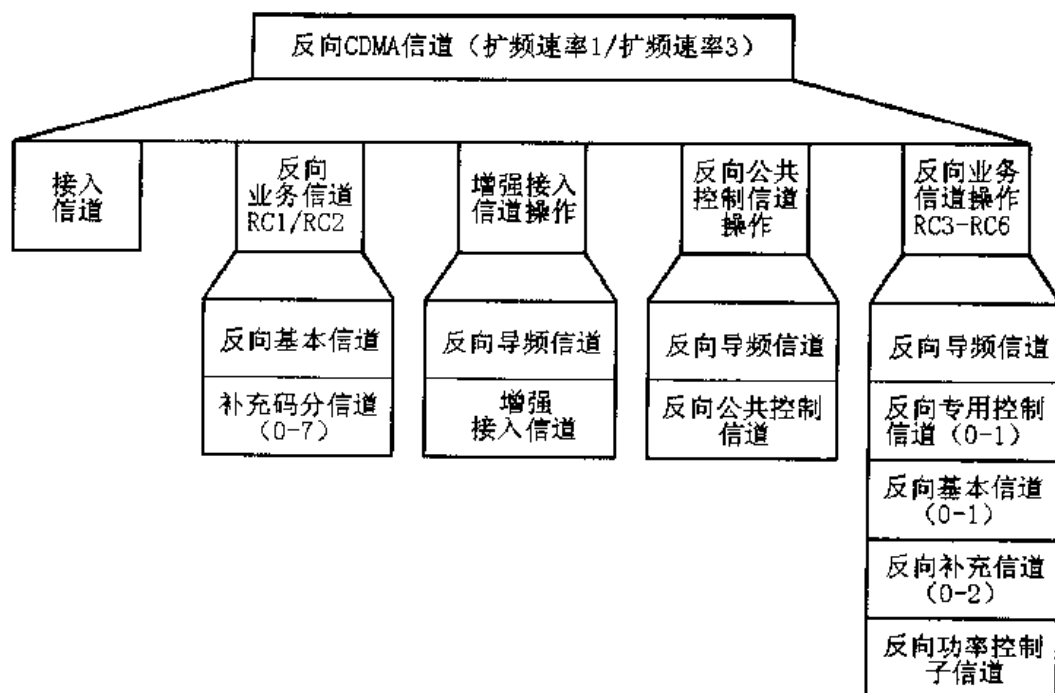 反向CDMA信道（扩频速率1/扩频速率3）
接入
信道
反向
业务信道
RC1/RC2
增强接入
信道操作
反向公共
控制信道
操作
反向业务
信道操作
RC3-RC6
反向基本信道
补充码分信道
(0-7)
反向导频信道
增强
接入信道
反向导频信道
反向公共控制
信道
反向导频信道
反向专用控制
信道(0-1)
反向基本信道
(0-1)
反向补充信道
(0-2)
反向功率控制
子信道